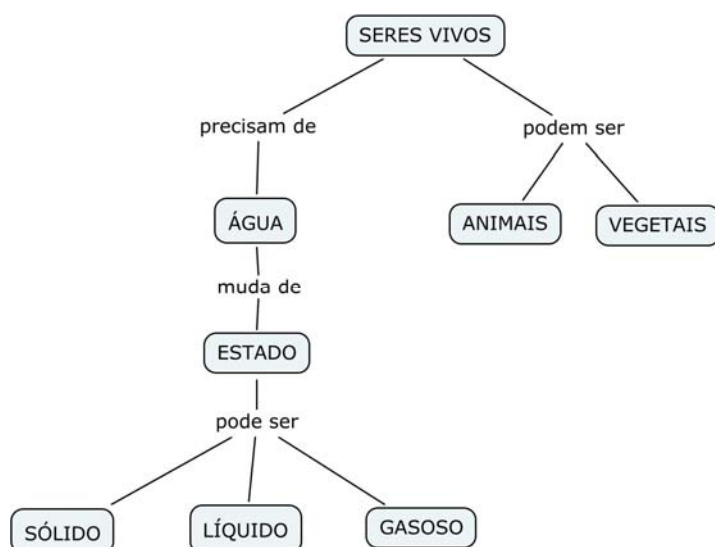 SERES VIVOS
precisam de
podem ser
ÁGUA
ANIMAIS
VEGETAIS
muda de
ESTADO
pode ser
SÓLIDO
LÍQUIDO
GASOSO